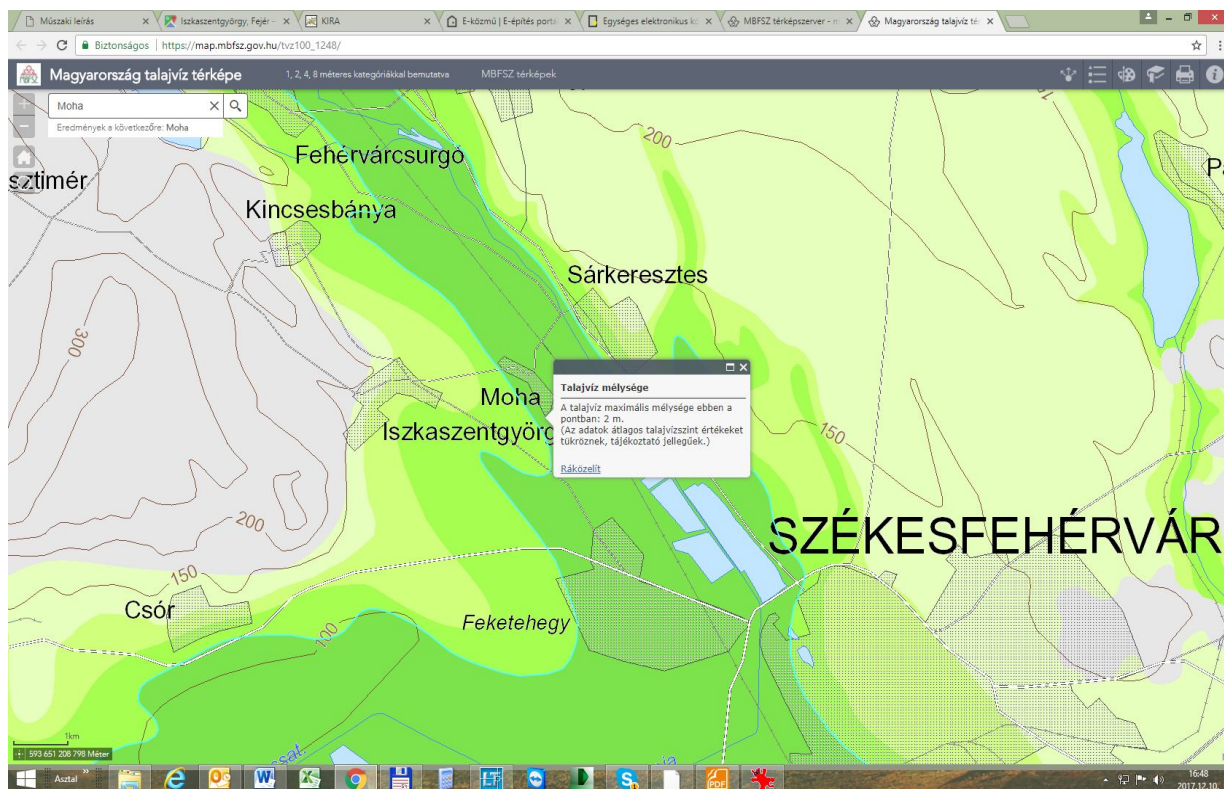 Műszaki leírás
Iszkaszentgyörgy, Fejér -
KIRA
E-közmű | E-építés porta
Egységes elektronikus k
MBFSZ térképszerver - m
Magyarország talajvíz té
Biztonságos | https://map.mbfsz.gov.hu/tvz100_1248/
Magyarország talajvíz térképe
1, 2, 4, 8 méteres kategóriákkal bemutatva
MBFSZ térképek
Moha
Eredmények a következőre: Moha
200
150
Fehérvárcsurgó
sztimér
Kincsesbánya
Sárkeresztes
300
Moha
Iszkaszentgyörg
Talajvíz mélysége
A talajvíz maximális mélysége ebben a
pontban: 2 m.
(Az adatok átlagos talajvízszint értékeket
tükröznek, tájékoztató jellegűek.)
Ráközelít
150
200
SZÉKESFEHÉRVÁR
150
Csór
100
Feketehegy
1km
593 651 208 798 Méter
csat.
Asztal
16:48
2017.12.10.